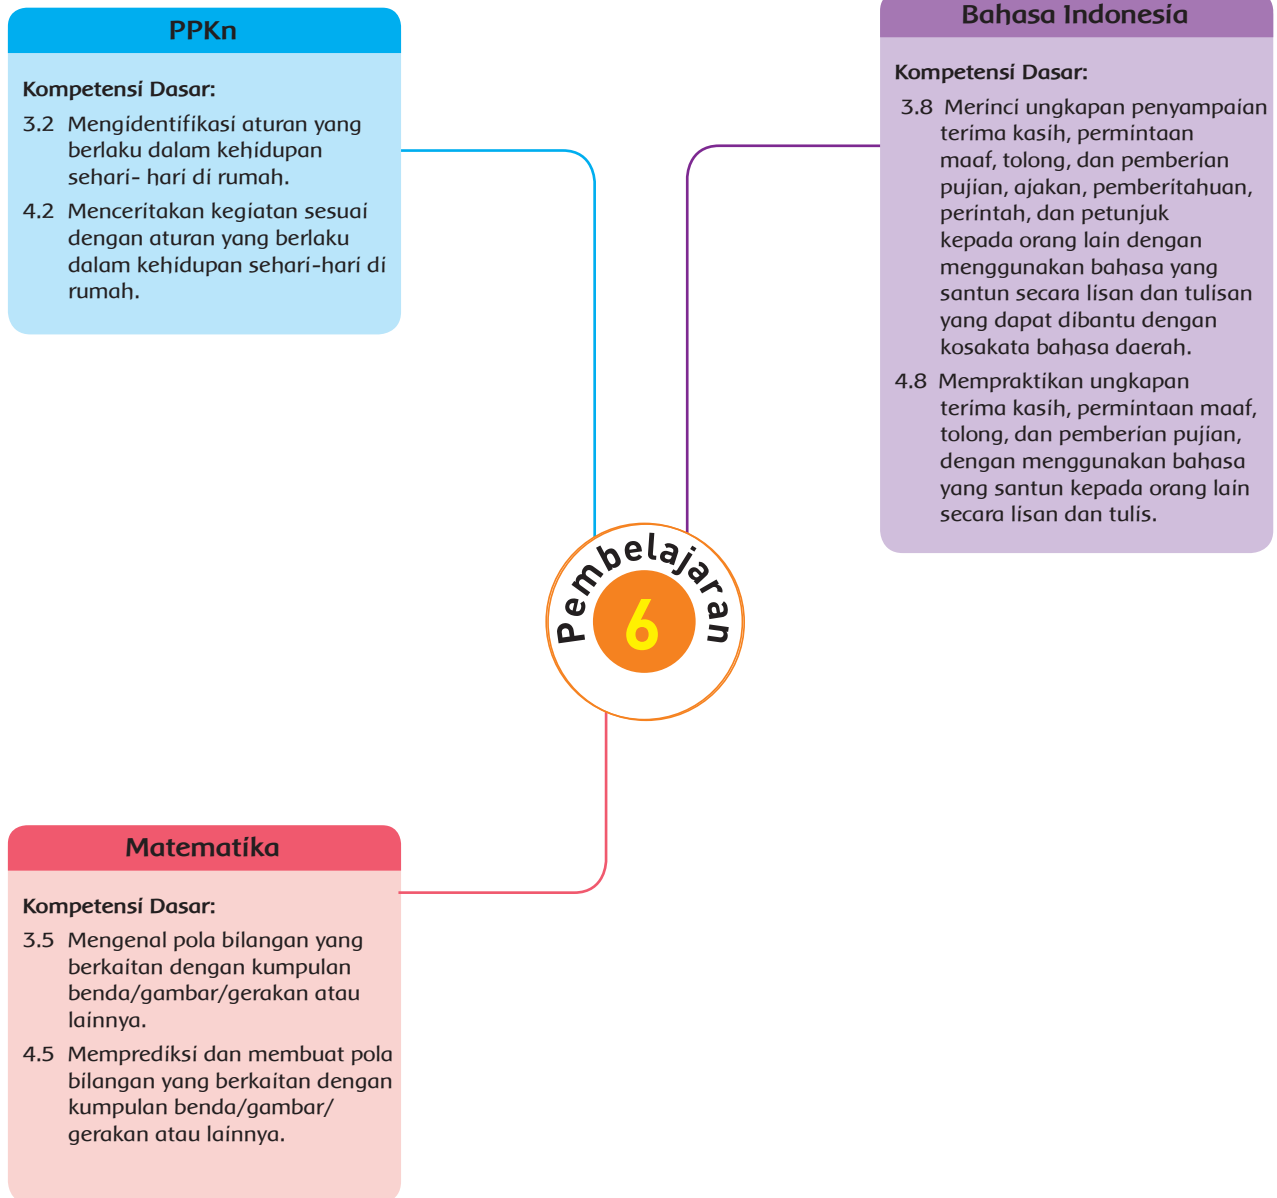 PPKn
Kompetensi Dasar:
3.2 Mengidentifikasi aturan yang
berlaku dalam kehidupan
sehari- hari di rumah.
4.2 Menceritakan kegiatan sesuai
dengan aturan yang berlaku
dalam kehidupan sehari-hari di
rumah.
Bahasa Indonesia
Kompetensi Dasar:
3.8 Merinci ungkapan penyampaian
terima kasih, permintaan
maaf, tolong, dan pemberian
pujian, ajakan, pemberitahuan,
perintah, dan petunjuk
kepada orang lain dengan
menggunakan bahasa yang
santun secara lisan dan tulisan
yang dapat dibantu dengan
kosakata bahasa daerah.
4.8 Mempraktikan ungkapan
terima kasih, permintaan maaf,
tolong, dan pemberian pujian,
dengan menggunakan bahasa
yang santun kepada orang lain
secara lisan dan tulis.
Pembelajaran
6
Matematika
Kompetensi Dasar:
3.5 Mengenal pola bilangan yang
berkaitan dengan kumpulan
benda/gambar/gerakan atau
lainnya.
4.5 Memprediksi dan membuat pola
bilangan yang berkaitan dengan
kumpulan benda/gambar/
gerakan atau lainnya.